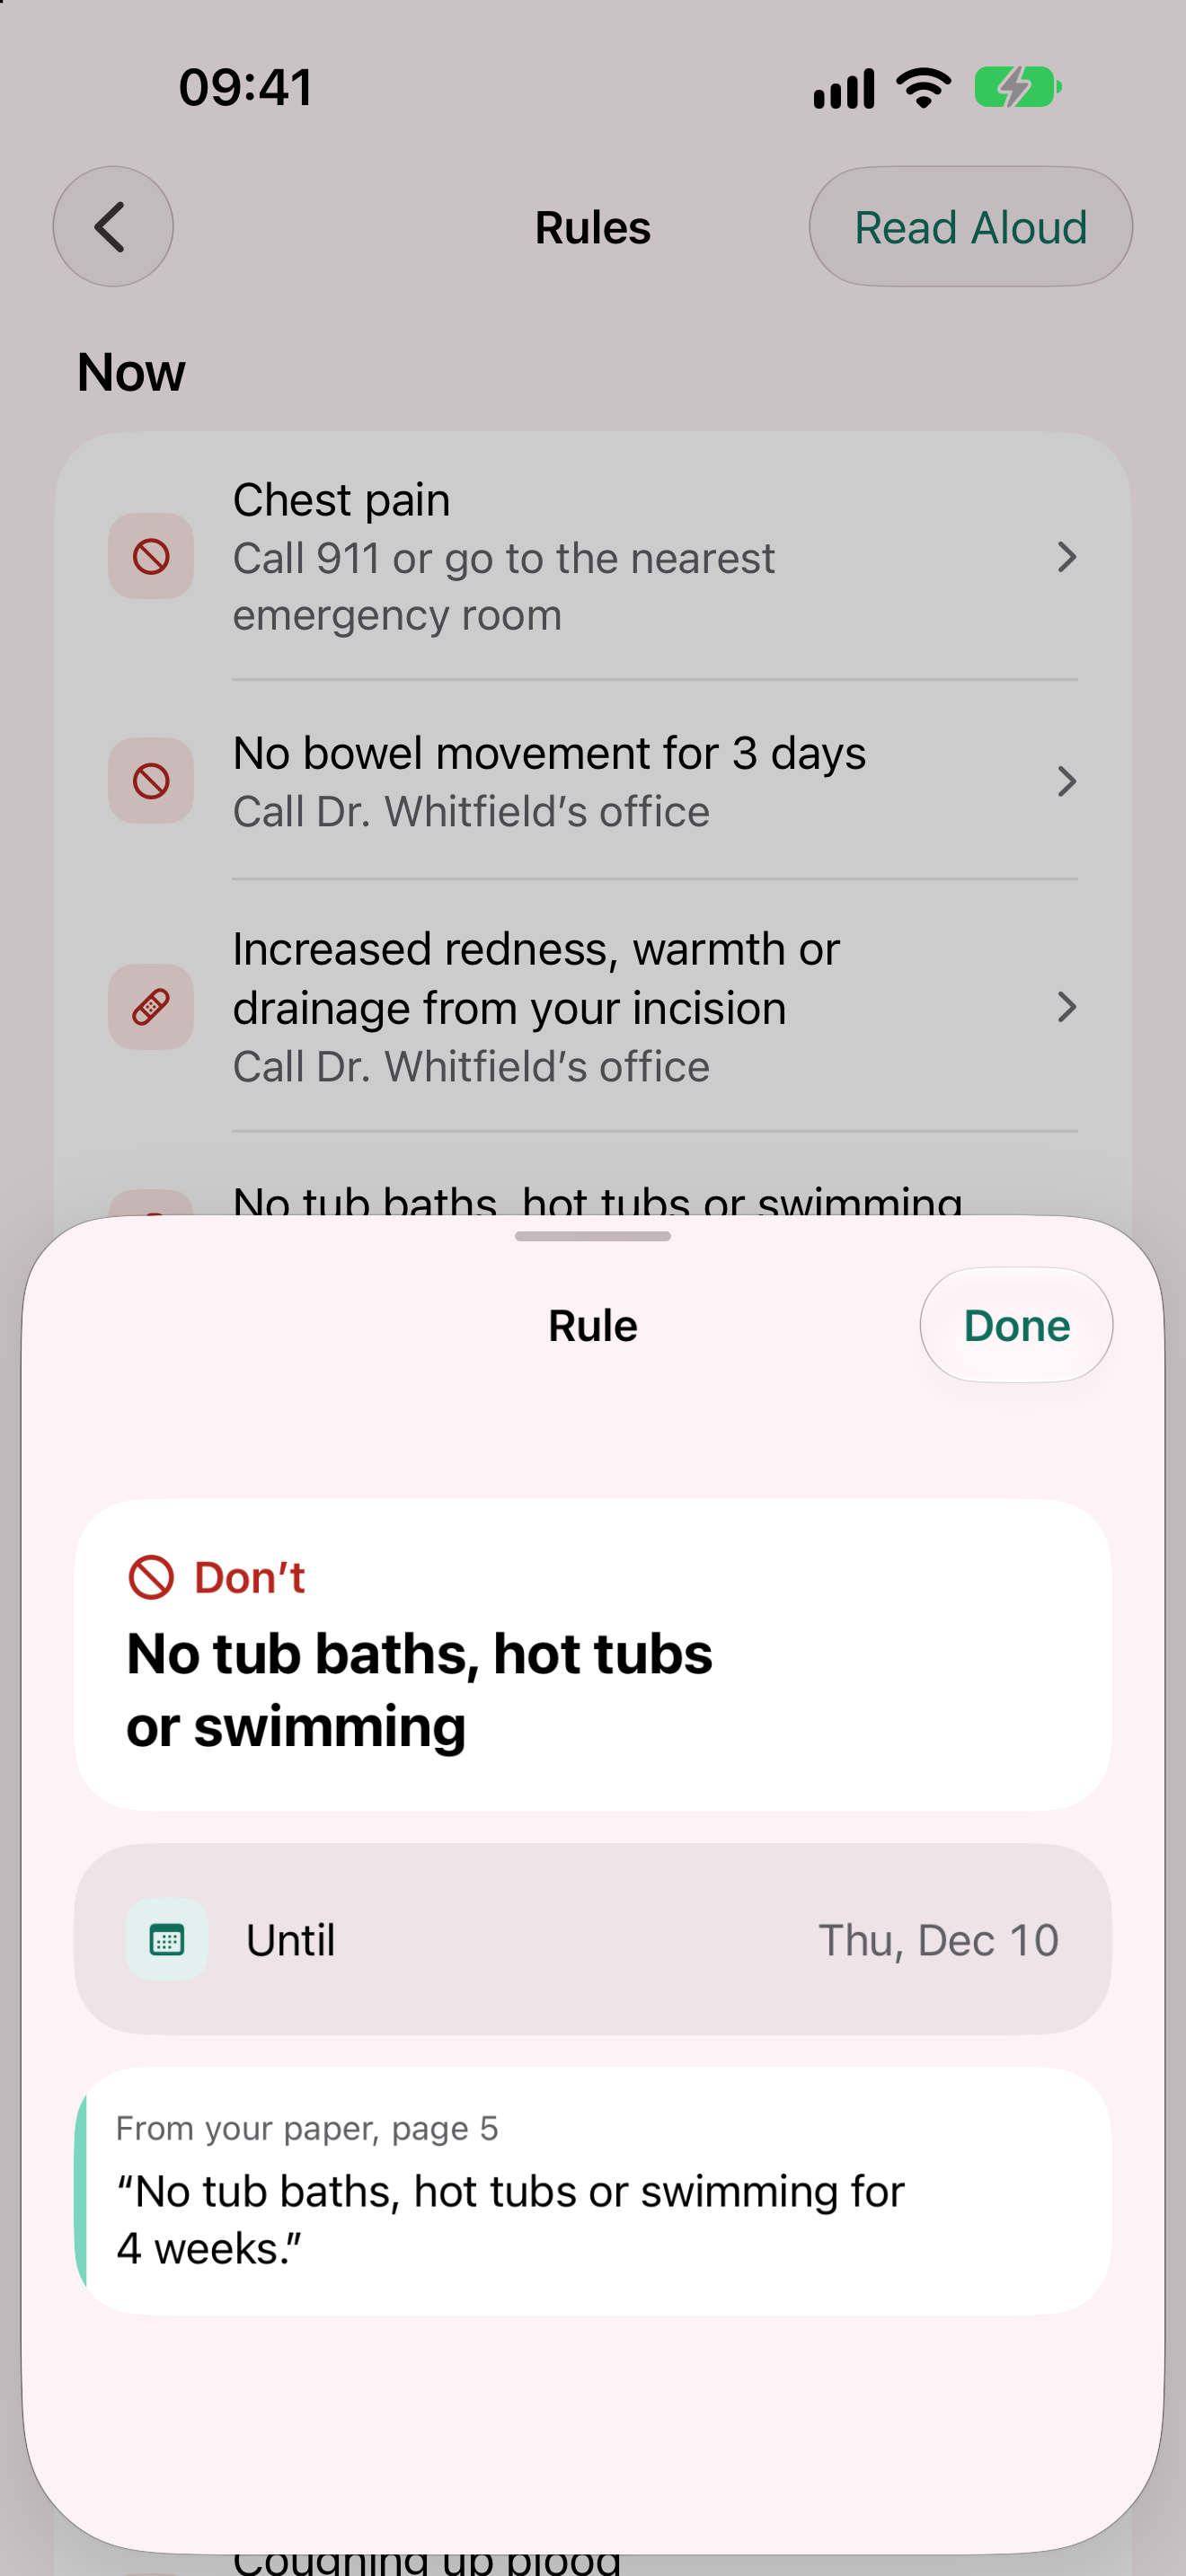 09:41
Rules
Read Aloud
Now
Chest pain
Call 911 or go to the nearest
emergency room
No bowel movement for 3 days
Call Dr. Whitfield’s office
Increased redness, warmth or
drainage from your incision
Call Dr. Whitfield’s office
No tub baths, hot tubs or swimming
Rule
Done
Don’t
No tub baths, hot tubs
or swimming
Until
Thu, Dec 10
From your paper, page 5
“No tub baths, hot tubs or swimming for
4 weeks.”
Coughing up blood